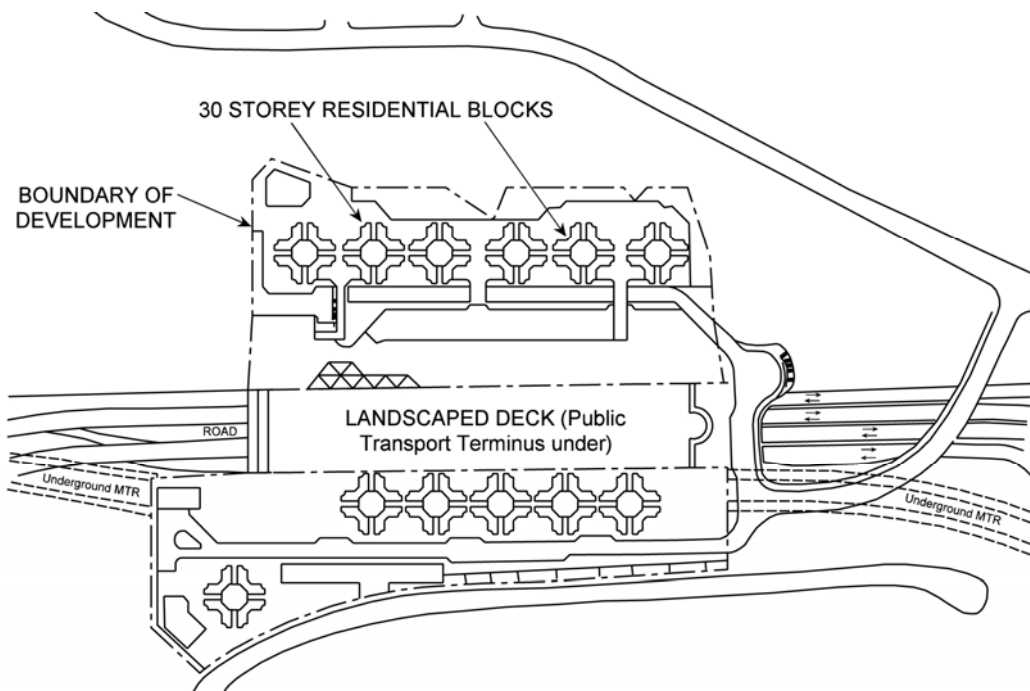 30 STOREY RESIDENTIAL BLOCKS
BOUNDARY OF
DEVELOPMENT
LANDSCAPED DECK (Public
Transport Terminus under)
ROAD
Underground MTR
Underground MTR